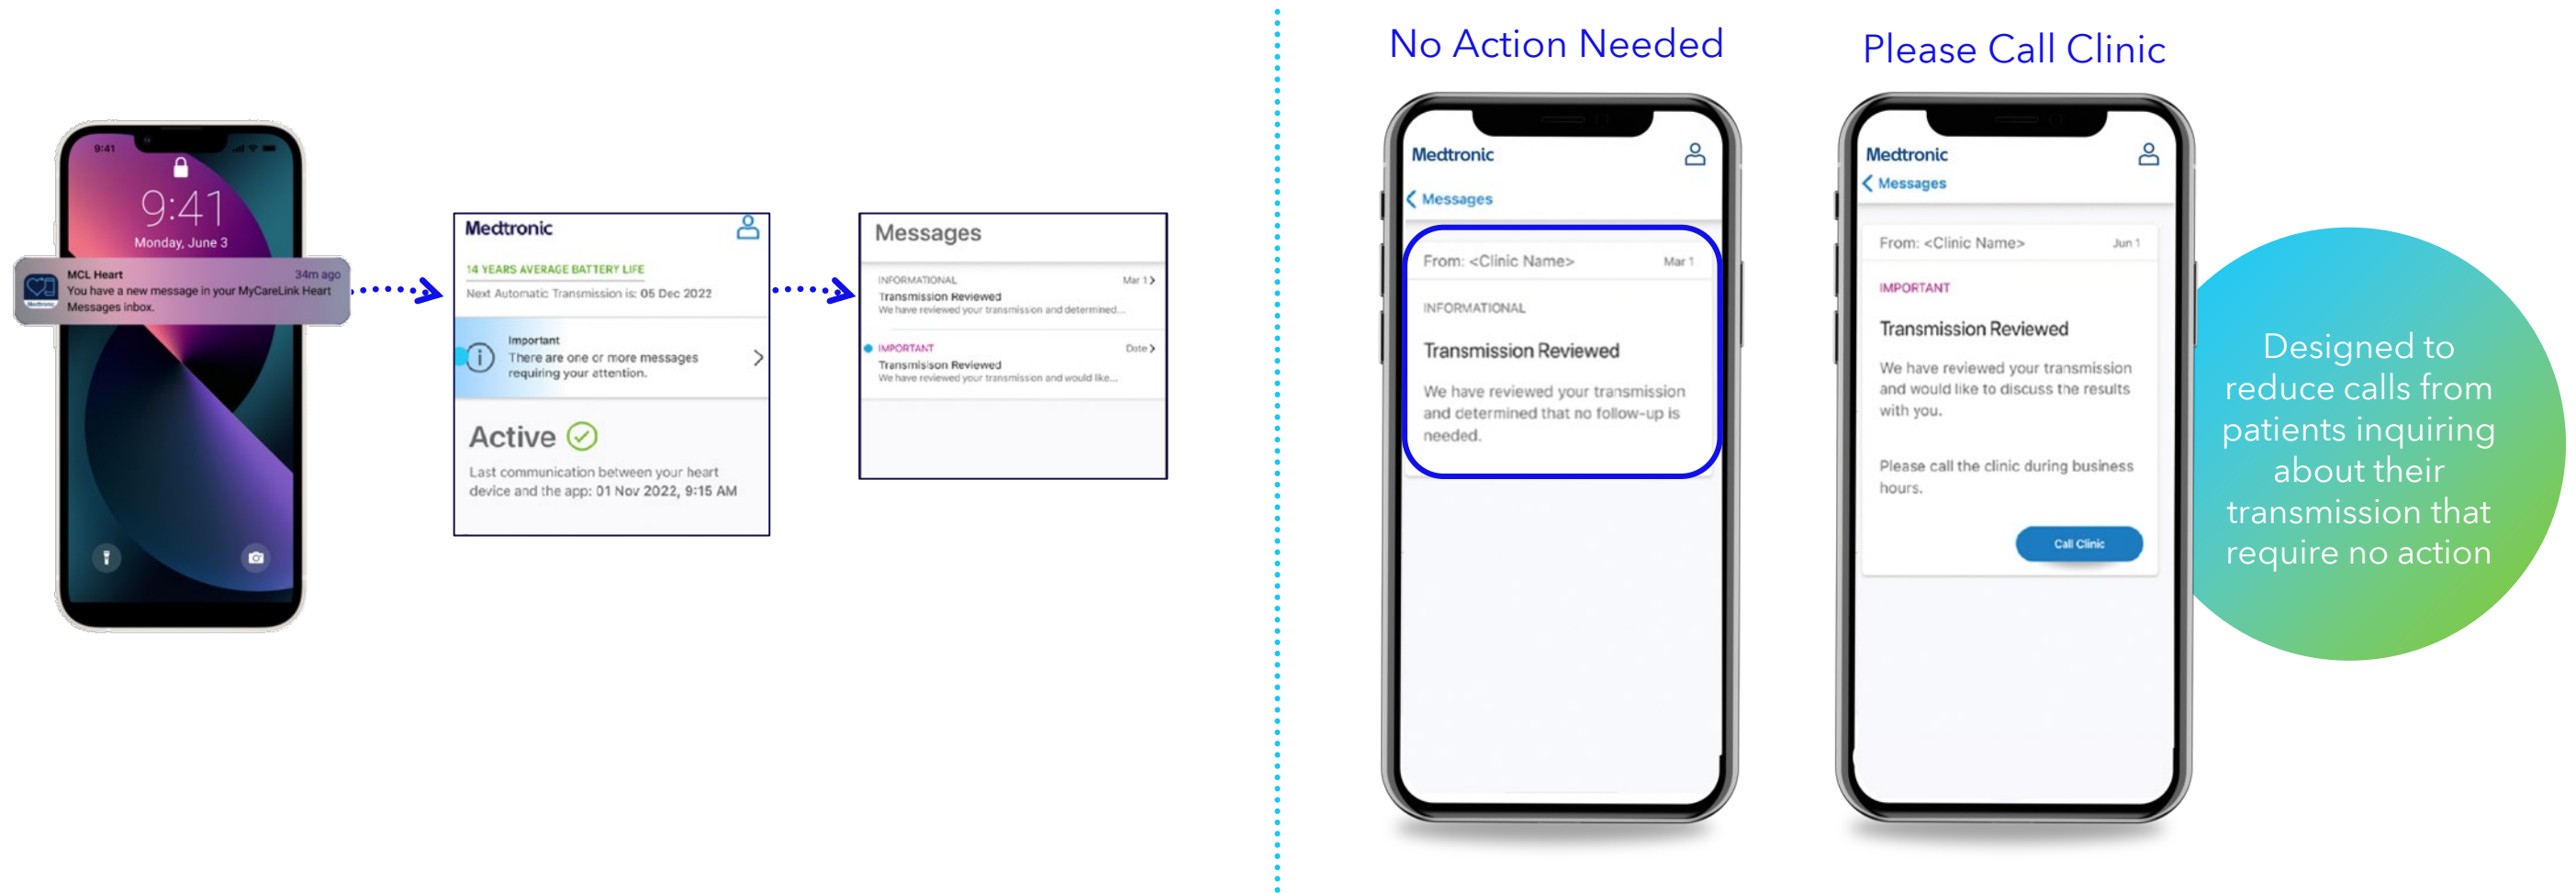 9:41
9:41
Monday, June 3
MCL Heart 34m ago
You have a new message in your MyCareLink Heart
Messages inbox.
Medtronic
Medtronic
14 YEARS AVERAGE BATTERY LIFE
Next Automatic Transmission is: 05 Dec 2022
Important
There are one or more messages
requiring your attention.
Active
Last communication between your heart
device and the app: 01 Nov 2022, 9:15 AM
Messages
INFORMATIONAL Mar 1
Transmission Reviewed
We have reviewed your transmission and determined...
IMPORTANT Date
Transmisison Reviewed
We have reviewed your transmission and would like...
No Action Needed
Medtronic
Messages
From: <Clinic Name> Mar 1
INFORMATIONAL
Transmission Reviewed
We have reviewed your transmission
and determined that no follow-up is
needed.
Please Call Clinic
Medtronic
Messages
From: <Clinic Name> Jun 1
IMPORTANT
Transmission Reviewed
We have reviewed your transmission
and would like to discuss the results
with you.
Please call the clinic during business
hours.
Call Clinic
Designed to
reduce calls from
patients inquiring
about their
transmission that
require no action